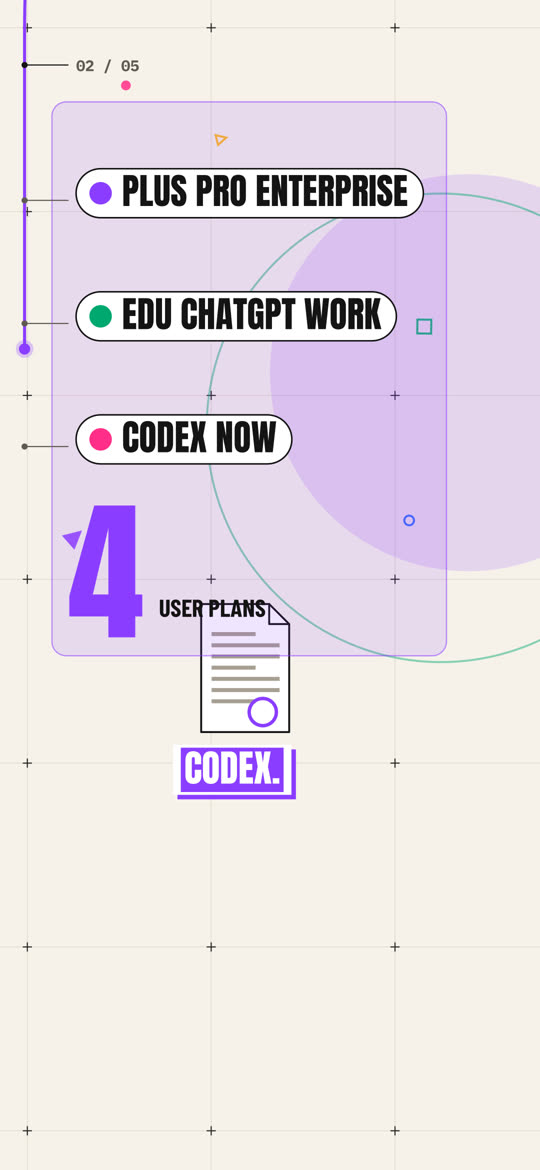 02 / 05
PLUS PRO ENTERPRISE
EDU CHATGPT WORK
CODEX NOW
4
USER PLANS
CODEX.